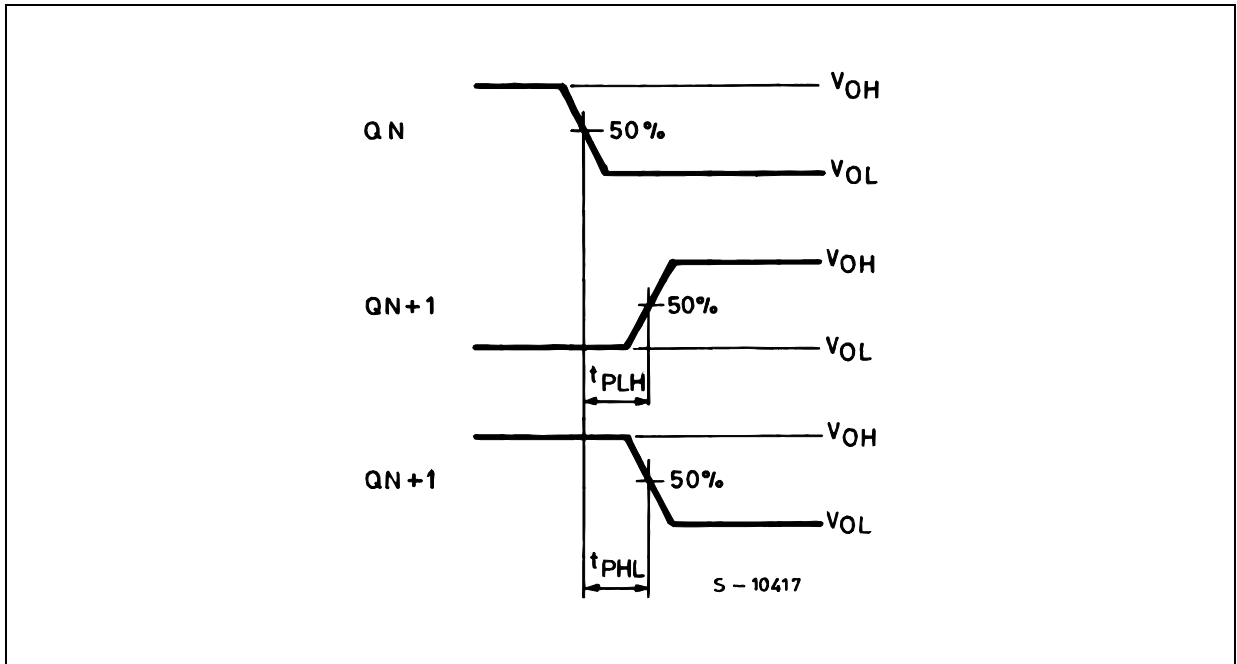 VOH
QN
50%
VOL
VOH
QN+1
50%
VOL
tPLH
VOH
QN+1
50%
VOL
tPHL
S - 10417